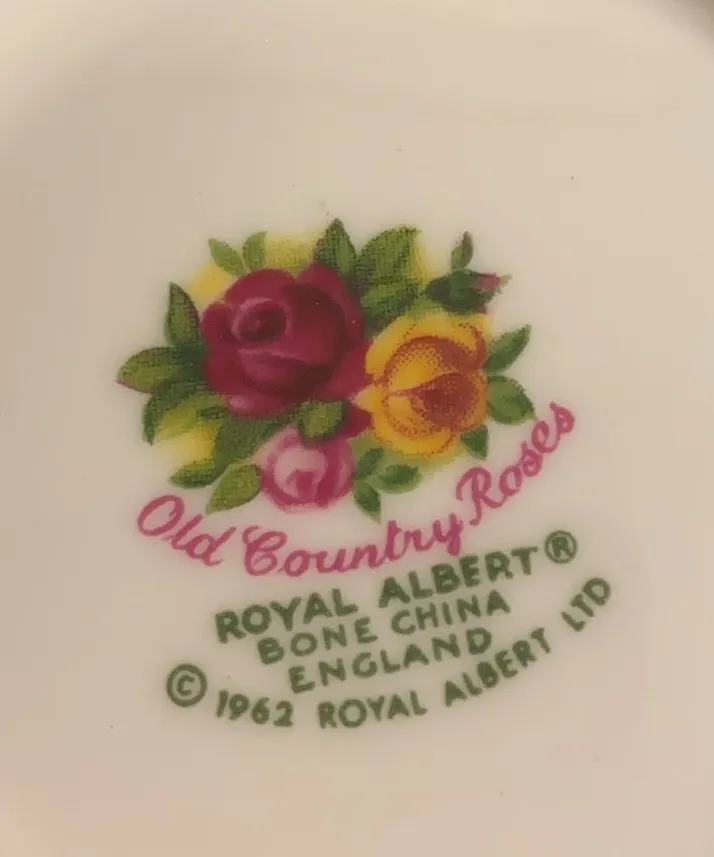 Old Country Roses
ROYAL ALBERT®
BONE CHINA
ENGLAND
© 1962 ROYAL ALBERT LTD